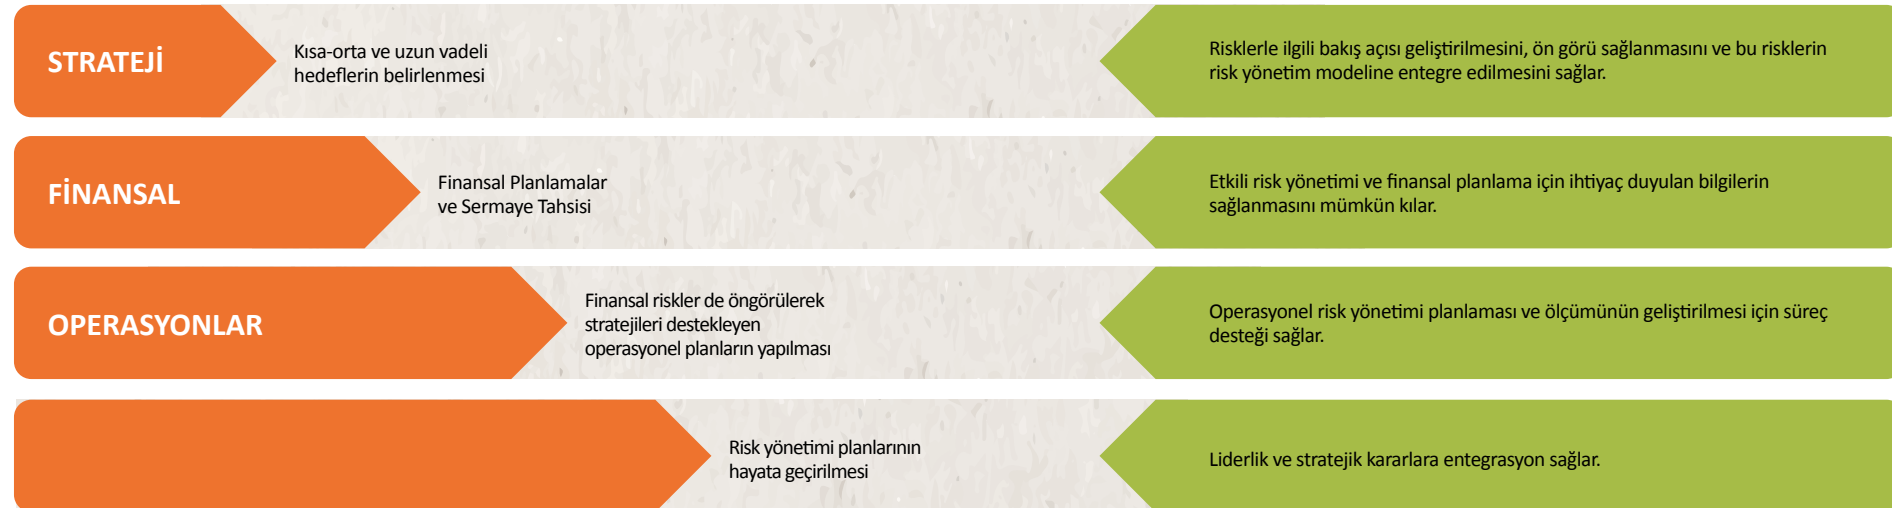 STRATEJİ
Kısa-orta ve uzun vadeli
hedeflerin belirlenmesi
Risklerle ilgili bakış açısı geliştirilmesini, ön görü sağlanmasını ve bu risklerin
risk yönetim modeline entegre edilmesini sağlar.
FİNANSAL
Finansal Planlamalar
ve Sermaye Tahsisi
Etkili risk yönetimi ve finansal planlama için ihtiyaç duyulan bilgilerin
sağlanmasını mümkün kılar.
OPERASYONLAR
Finansal riskler de öngörülerek
stratejileri destekleyen
operasyonel planların yapılması
Operasyonel risk yönetimi planlaması ve ölçümünün geliştirilmesi için süreç
desteği sağlar.
Risk yönetimi planlarının
hayata geçirilmesi
Liderlik ve stratejik kararlara entegrasyon sağlar.